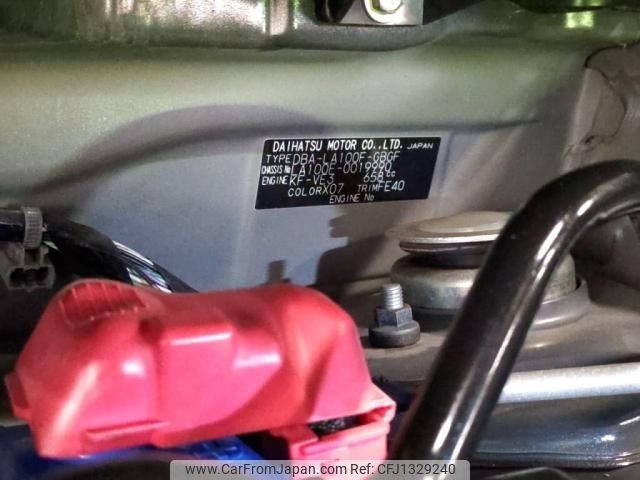 DAIHATSU MOTOR CO.,LTD. JAPAN
TYPE DBA-LA100F-GBGF
CHASSIS No LA100F-0019990
ENGINE KF-VE3 658cc
COLOR X07 TRIM FE40
ENGINE No
www.CarFromJapan.com - CFJ1329240